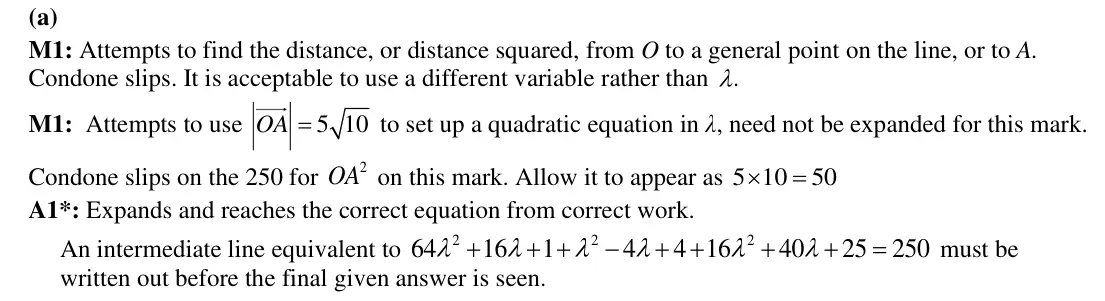 (a)
M1: Attempts to find the distance, or distance squared, from O to a general point on the line, or to A.
Condone slips. It is acceptable to use a different variable rather than λ.
M1: Attempts to use |\overrightarrow{OA}| = 5√10 to set up a quadratic equation in λ, need not be expanded for this mark.
Condone slips on the 250 for OA² on this mark. Allow it to appear as 5×10 = 50
A1*: Expands and reaches the correct equation from correct work.
An intermediate line equivalent to 64λ² +16λ +1+ λ² − 4λ + 4 +16λ² + 40λ + 25 = 250 must be
written out before the final given answer is seen.